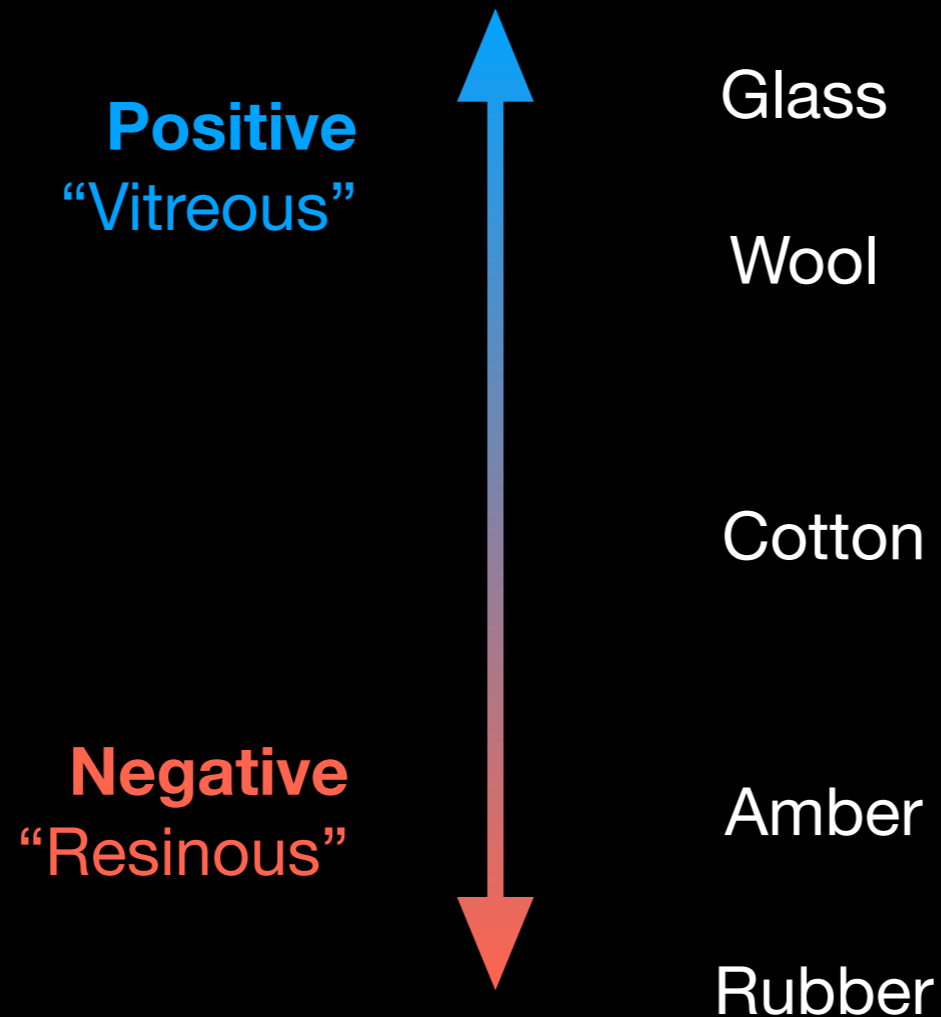 Positive
“Vitreous”
Glass
Wool
Cotton
Negative
“Resinous”
Amber
Rubber